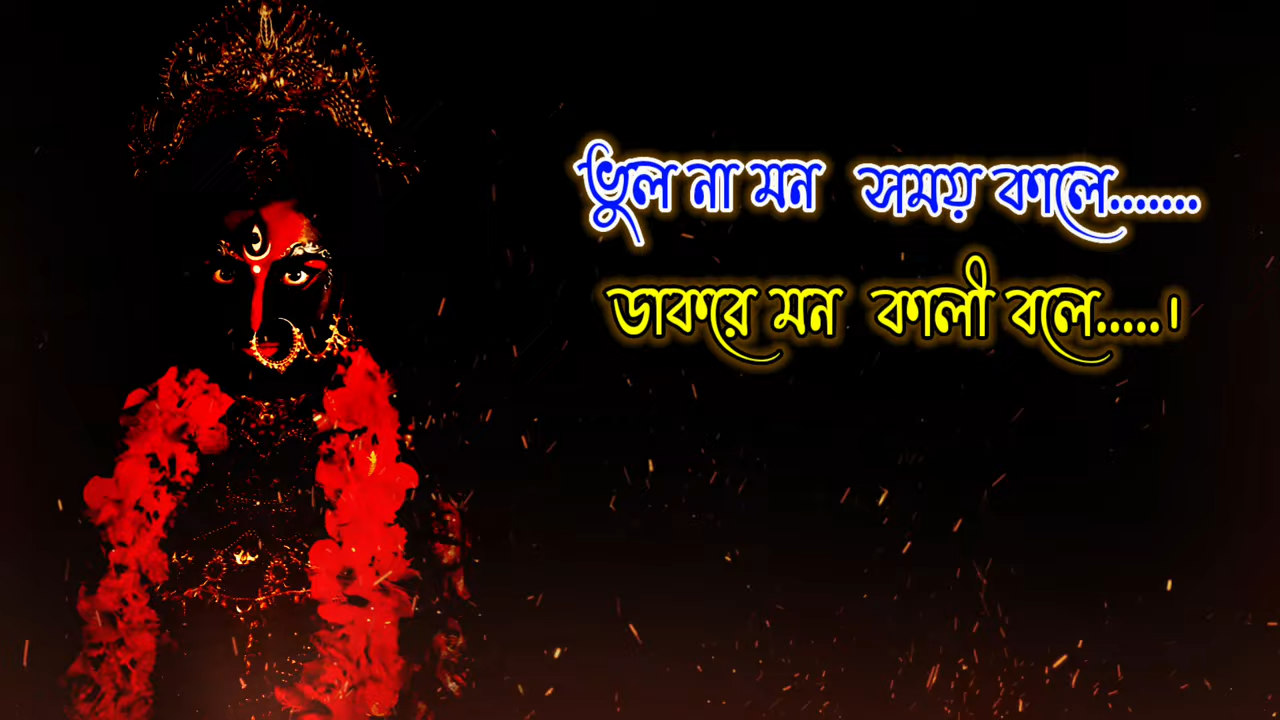 ভুল না মন সময় কালে.......
ডাকরে মন কালী বলে.....।